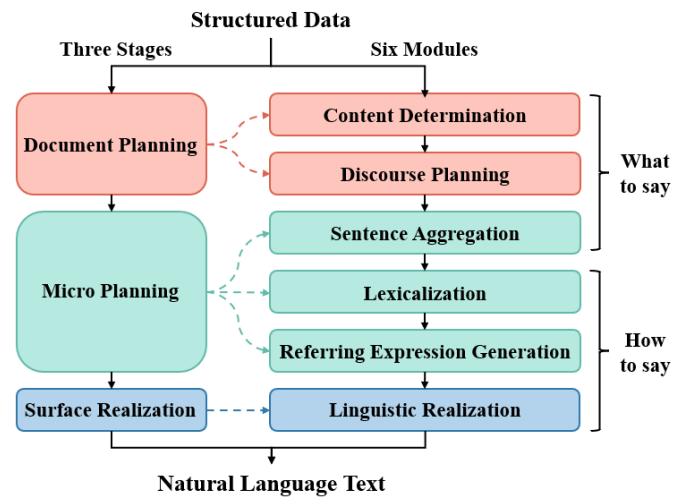 Structured Data
Three Stages
Six Modules
Document Planning
Content Determination
Discourse Planning
What
to say
Micro Planning
Sentence Aggregation
Lexicalization
Referring Expression Generation
How
to say
Surface Realization
Linguistic Realization
Natural Language Text